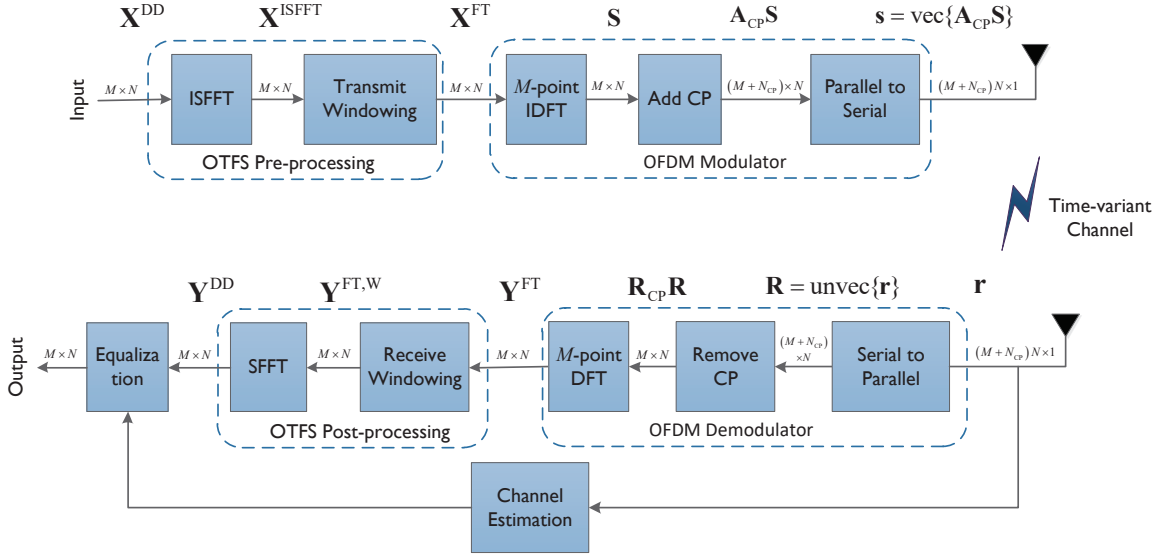 X^DD X^ISFFT X^FT S A_CP S s = vec{A_CP S}
Input
M × N
ISFFT
M × N
Transmit
Windowing
M × N
M-point
IDFT
M × N
Add CP
(M + N_CP) × N
Parallel to
Serial
(M + N_CP) N × 1
OTFS Pre-processing
OFDM Modulator
Time-variant
Channel
Y^DD Y^FT,W Y^FT R_CP R R = unvec{r} r
Output
M × N
Equaliza
tion
M × N
SFFT
M × N
Receive
Windowing
M × N
M-point
DFT
M × N
Remove
CP
(M + N_CP)
× N
Serial to
Parallel
(M + N_CP) N × 1
OTFS Post-processing
OFDM Demodulator
Channel
Estimation